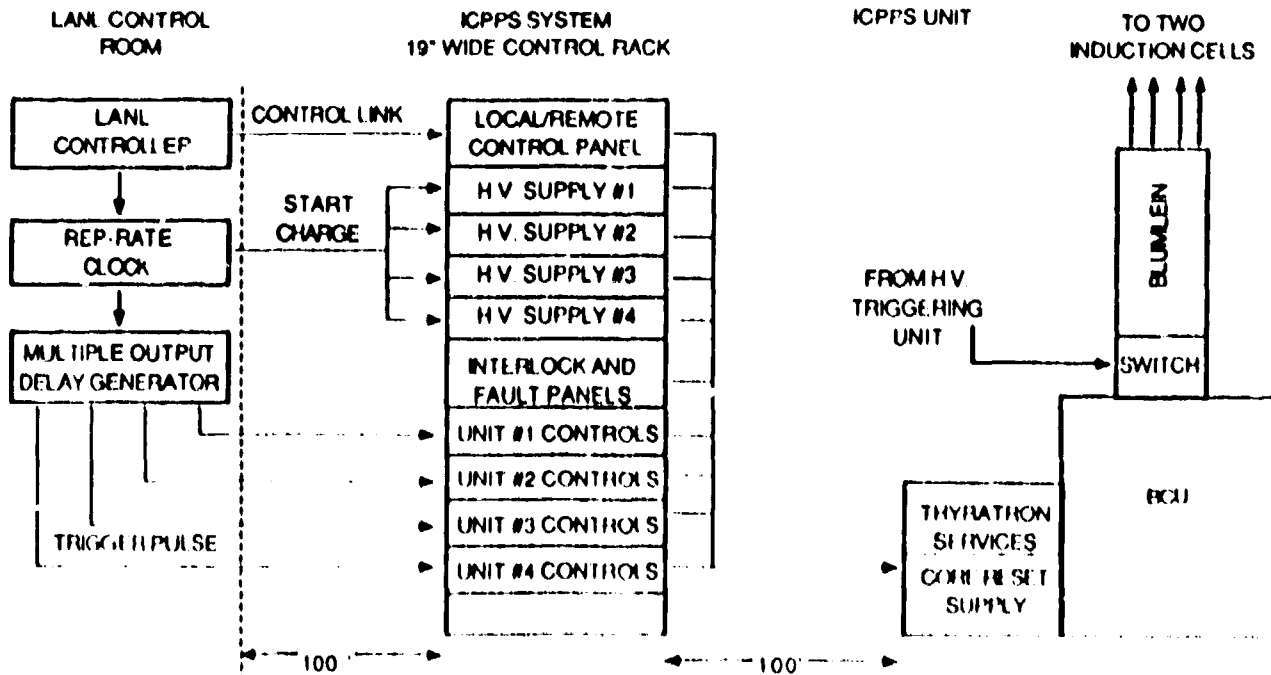 LANL CONTROL
ROOM
ICPPS SYSTEM
19" WIDE CONTROL RACK
ICPPS UNIT
TO TWO
INDUCTION CELLS
LANL
CONTROLLER
CONTROL LINK
LOCAL/REMOTE
CONTROL PANEL
REP-RATE
CLOCK
START
CHARGE
H.V. SUPPLY #1
H.V. SUPPLY #2
H.V. SUPPLY #3
H.V. SUPPLY #4
MULTIPLE OUTPUT
DELAY GENERATOR
INTERLOCK AND
FAULT PANELS
UNIT #1 CONTROLS
UNIT #2 CONTROLS
UNIT #3 CONTROLS
UNIT #4 CONTROLS
TRIGGER PULSE
FROM H.V.
TRIGGERING
UNIT
BLUMLEIN
SWITCH
THYRATRON
SERVICES
CORE RESET
SUPPLY
100'
100'